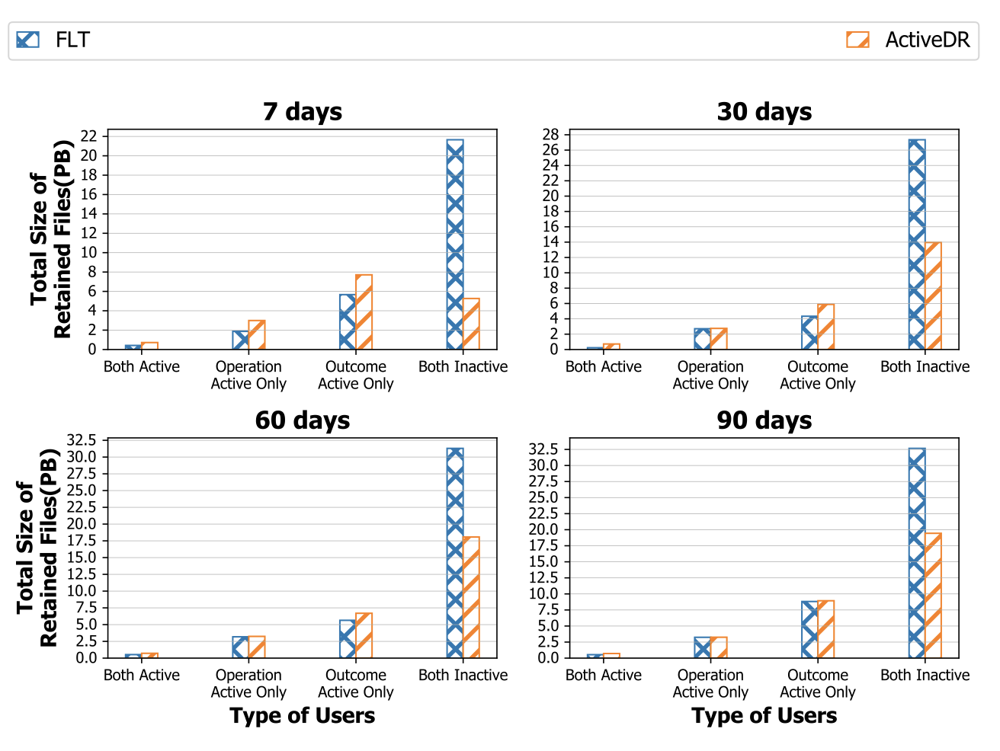 FLT
ActiveDR
7 days
Total Size of
Retained Files(PB)
22
20
18
16
14
12
10
8
6
4
2
0
Both Active
Operation
Active Only
Outcome
Active Only
Both Inactive
30 days
28
26
24
22
20
18
16
14
12
10
8
6
4
2
0
Both Active
Operation
Active Only
Outcome
Active Only
Both Inactive
60 days
Total Size of
Retained Files(PB)
32.5
30.0
27.5
25.0
22.5
20.0
17.5
15.0
12.5
10.0
7.5
5.0
2.5
0.0
Both Active
Operation
Active Only
Outcome
Active Only
Both Inactive
Type of Users
90 days
32.5
30.0
27.5
25.0
22.5
20.0
17.5
15.0
12.5
10.0
7.5
5.0
2.5
0.0
Both Active
Operation
Active Only
Outcome
Active Only
Both Inactive
Type of Users